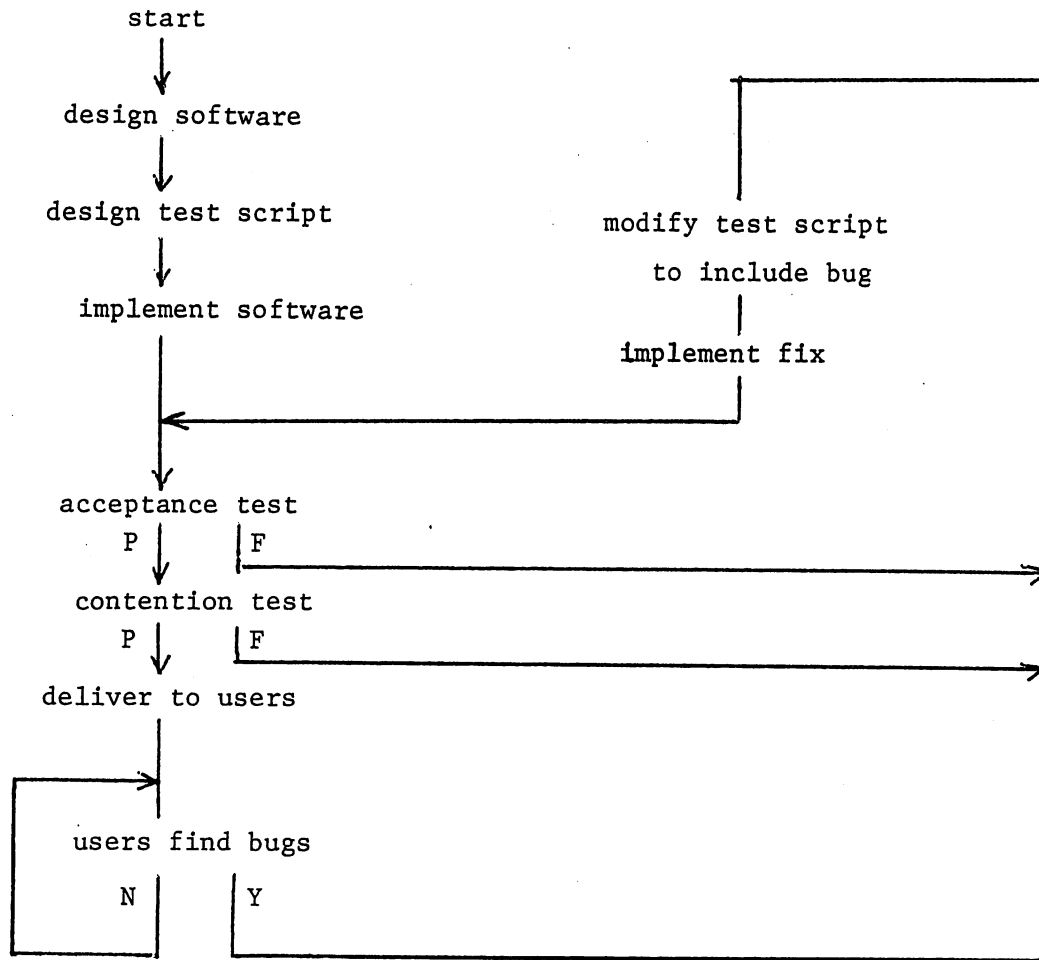 start
design software
design test script
implement software
modify test script
to include bug
implement fix
acceptance test
P F
contention test
P F
deliver to users
users find bugs
N Y